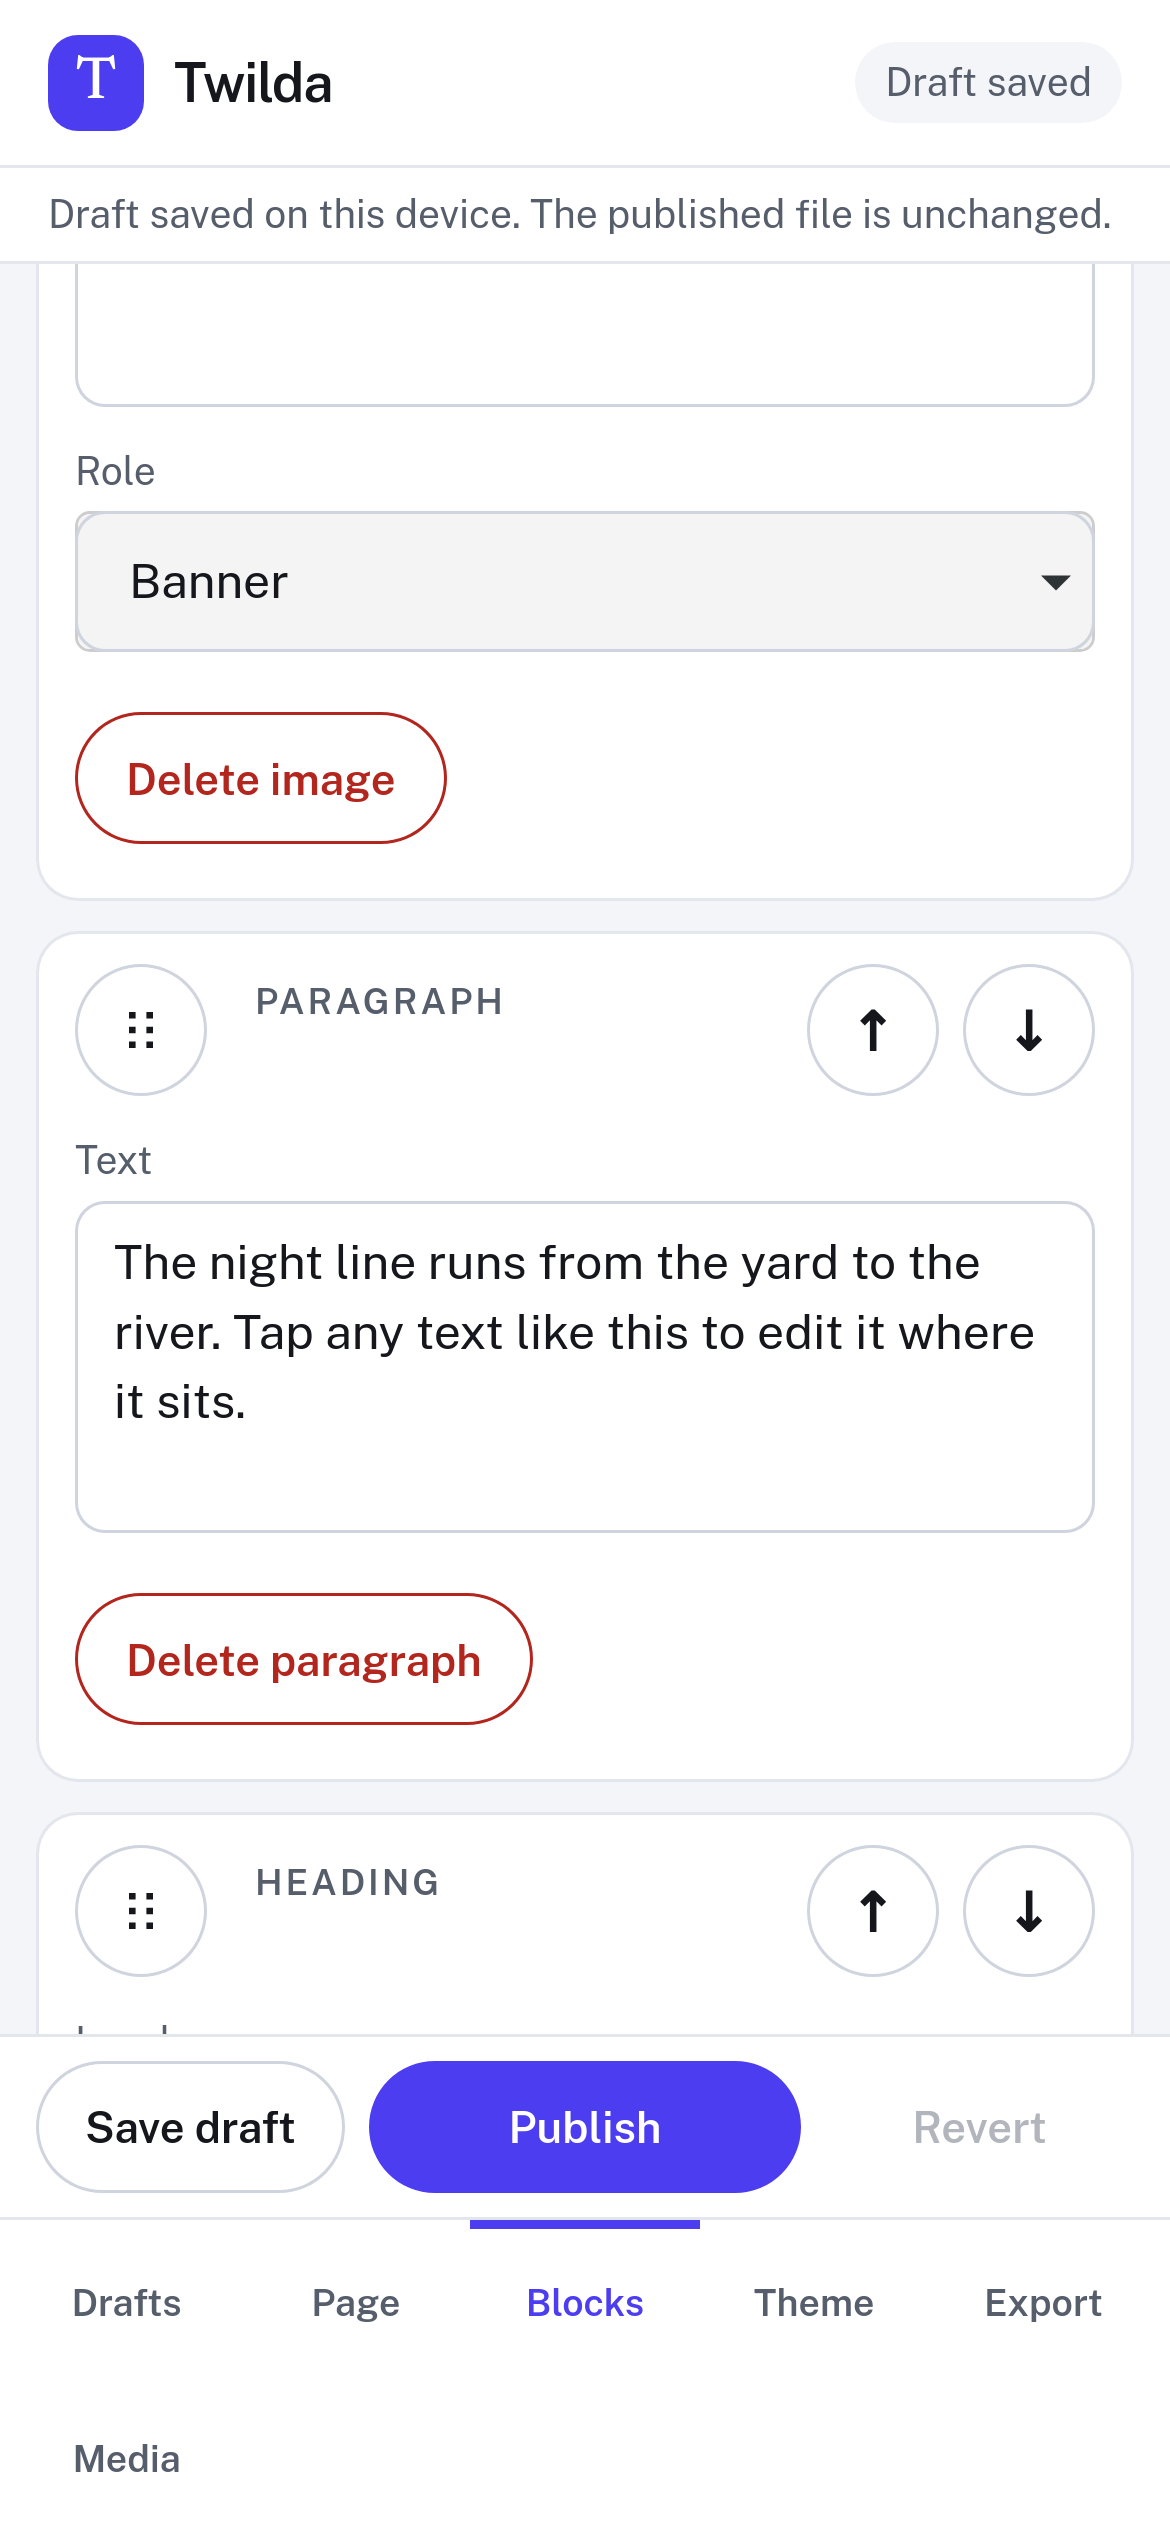 T
Twilda
Draft saved
Draft saved on this device. The published file is unchanged.
Role
Banner
Delete image
PARAGRAPH
↑
↓
Text
The night line runs from the yard to the
river. Tap any text like this to edit it where
it sits.
Delete paragraph
HEADING
↑
↓
Save draft
Publish
Revert
Drafts
Page
Blocks
Theme
Export
Media